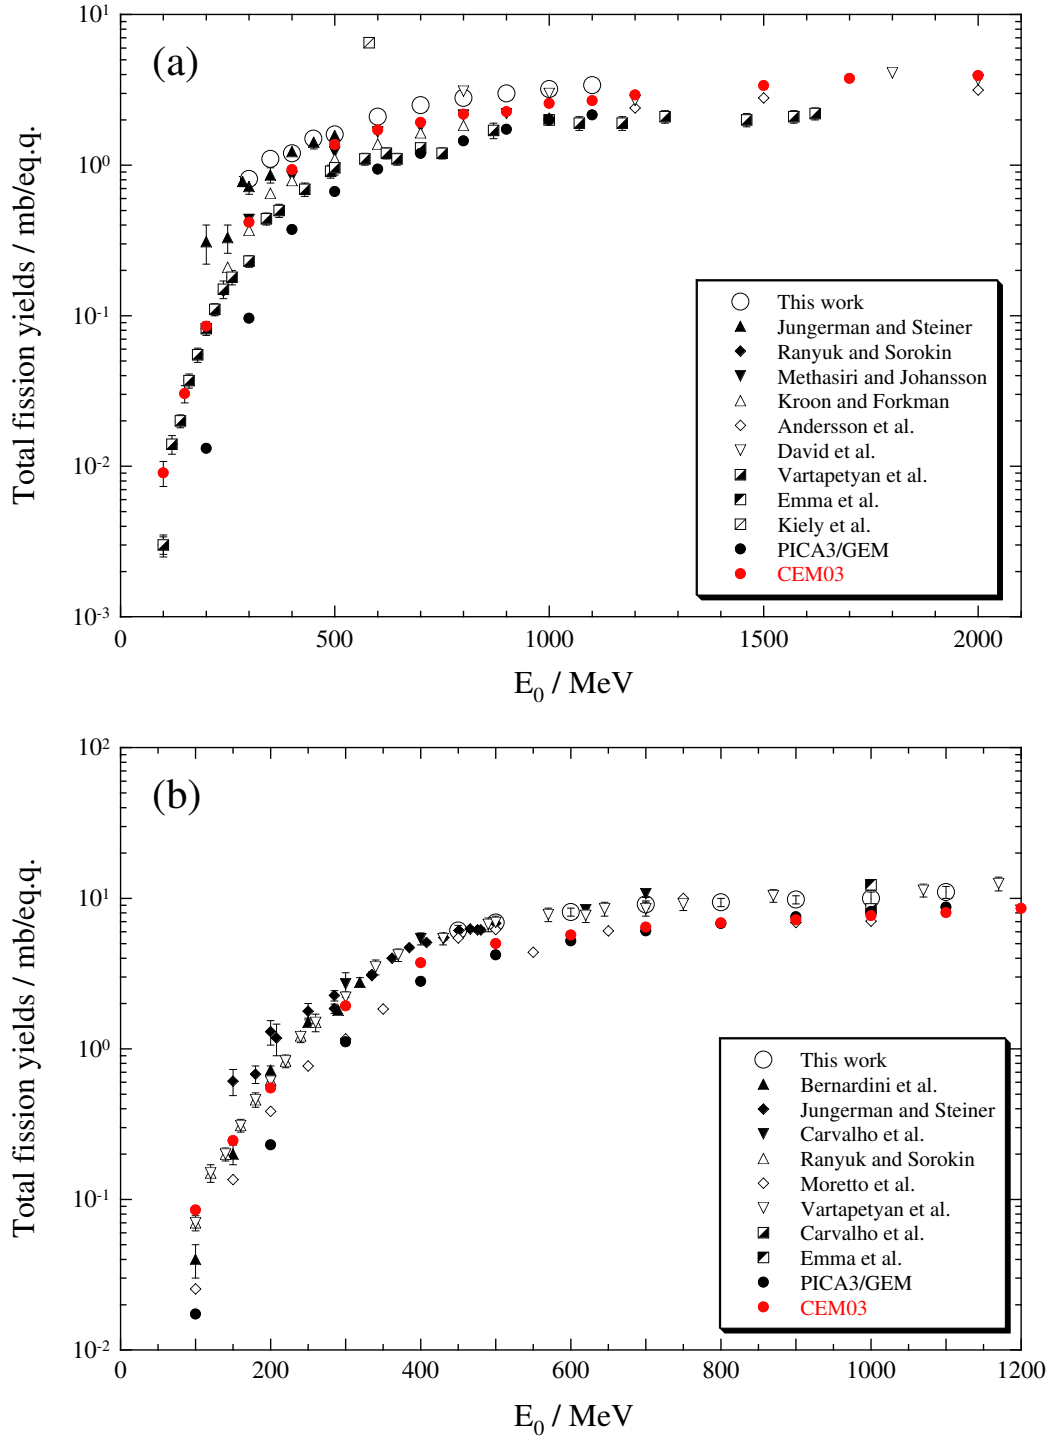 (a)
Total fission yields / mb/eq.q.
10^1
10^0
10^-1
10^-2
10^-3
This work
Jungerman and Steiner
Ranyuk and Sorokin
Methasiri and Johansson
Kroon and Forkman
Andersson et al.
David et al.
Vartapetyan et al.
Emma et al.
Kiely et al.
PICA3/GEM
CEM03
0 500 1000 1500 2000
E_0 / MeV
(b)
Total fission yields / mb/eq.q.
10^2
10^1
10^0
10^-1
10^-2
This work
Bernardini et al.
Jungerman and Steiner
Carvalho et al.
Ranyuk and Sorokin
Moretto et al.
Vartapetyan et al.
Carvalho et al.
Emma et al.
PICA3/GEM
CEM03
0 200 400 600 800 1000 1200
E_0 / MeV